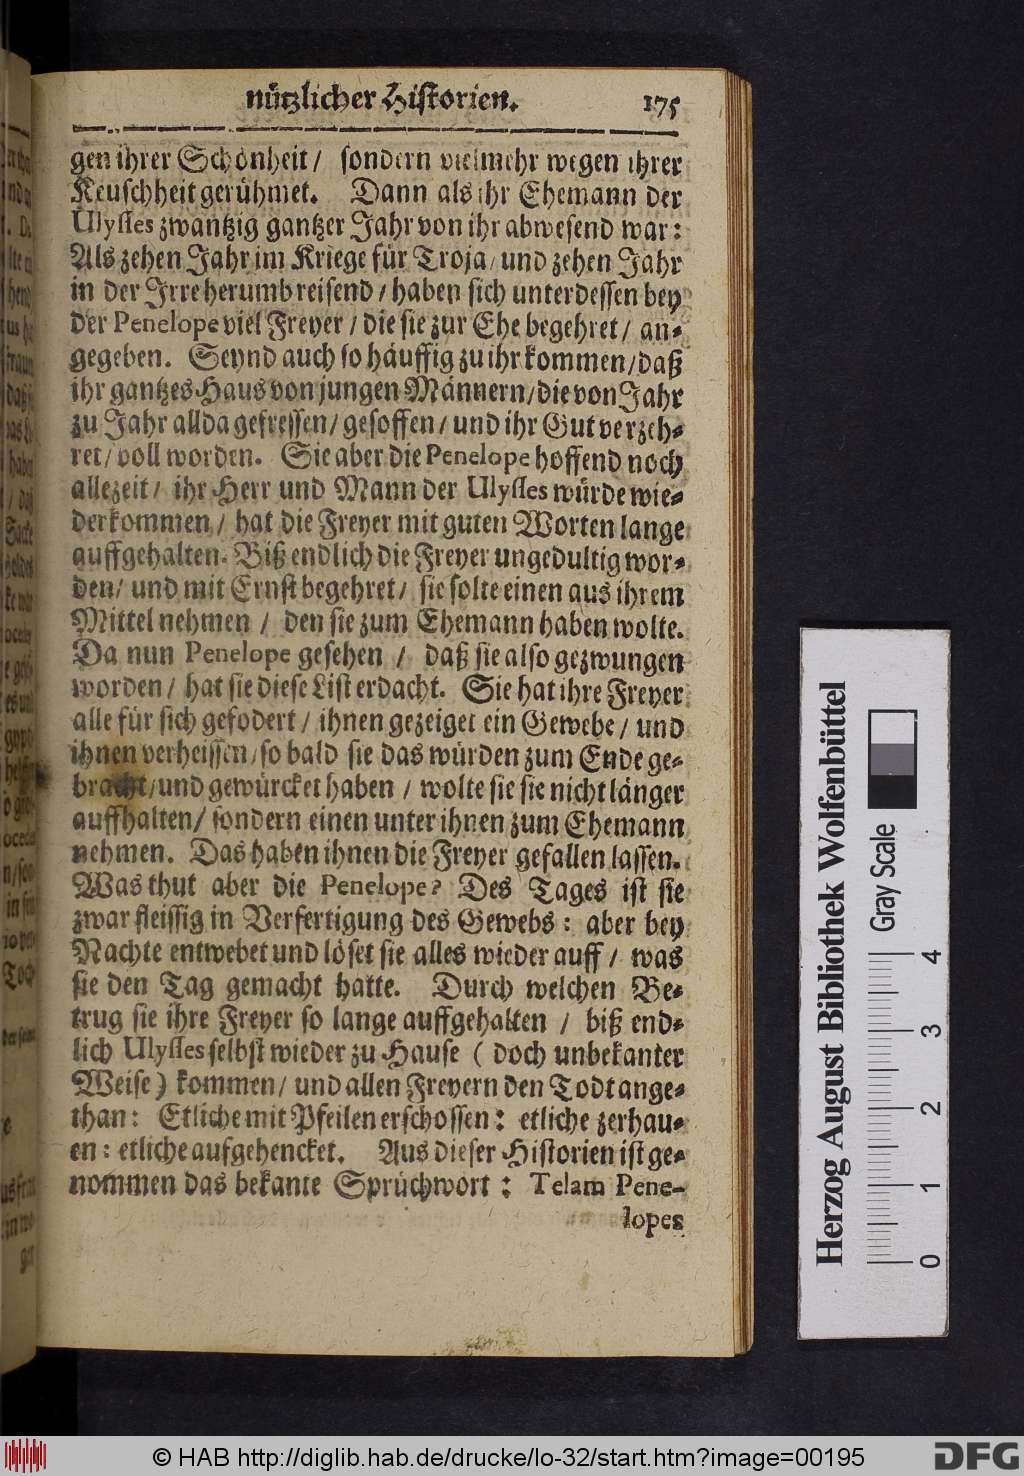 nützlicher Historien. 175
gen ihrer Schönheit / sondern vielmehr wegen ihrer
Keuschheit gerühmet. Dann als ihr Ehemann der
Ulysses zwantzig gantzer Jahr von ihr abwesend war:
Als zehen Jahr im Kriege für Troja / und zehen Jahr
in der Irre herumb reisend / haben sich unterdessen bey
der Penelope viel Freyer / die sie zur Ehe begehret / an-
gegeben. Seynd auch so häuffig zu ihr kommen / daß
ihr gantzes Haus von jungen Männern / die von Jahr
zu Jahr allda gefressen / gesoffen / und ihr Gut verzeh-
ret / voll worden. Sie aber die Penelope hoffend noch
allezeit / ihr Herr und Mann der Ulysses würde wie-
derkommen / hat die Freyer mit guten Worten lange
auffgehalten. Biß endlich die Freyer ungedultig wor-
den / und mit Ernst begehret / sie solte einen aus ihrem
Mittel nehmen / den sie zum Ehemann haben wolte.
Da nun Penelope gesehen / daß sie also gezwungen
worden / hat sie diese List erdacht. Sie hat ihre Freyer
alle für sich gefodert / ihnen gezeiget ein Gewebe / und
ihnen verheissen / so bald sie das würden zum Ende ge-
bracht / und gewürcket haben / wolte sie sie nicht länger
auffhalten / sondern einen unter ihnen zum Ehemann
nehmen. Das haben ihnen die Freyer gefallen lassen.
Was thut aber die Penelope? Des Tages ist sie
zwar fleissig in Verfertigung des Gewebs: aber bey
Nachte entwebet und löset sie alles wieder auff / was
sie den Tag gemacht hatte. Durch welchen Be-
trug sie ihre Freyer so lange auffgehalten / biß end-
lich Ulysses selbst wieder zu Hause ( doch unbekanter
Weise ) kommen / und allen Freyern den Todt ange-
than: Etliche mit Pfeilen erschossen: etliche zerhau-
en: etliche aufgehencket. Aus dieser Historien ist ge-
nommen das bekante Sprüchwort: Telam Pene-
lopes
Herzog August Bibliothek Wolfenbüttel
Gray Scale
0 1 2 3 4
© HAB http://diglib.hab.de/drucke/lo-32/start.htm?image=00195
DFG